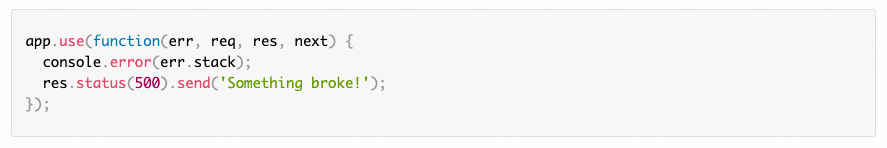 app.use(function(err, req, res, next) {
  console.error(err.stack);
  res.status(500).send('Something broke!');
});